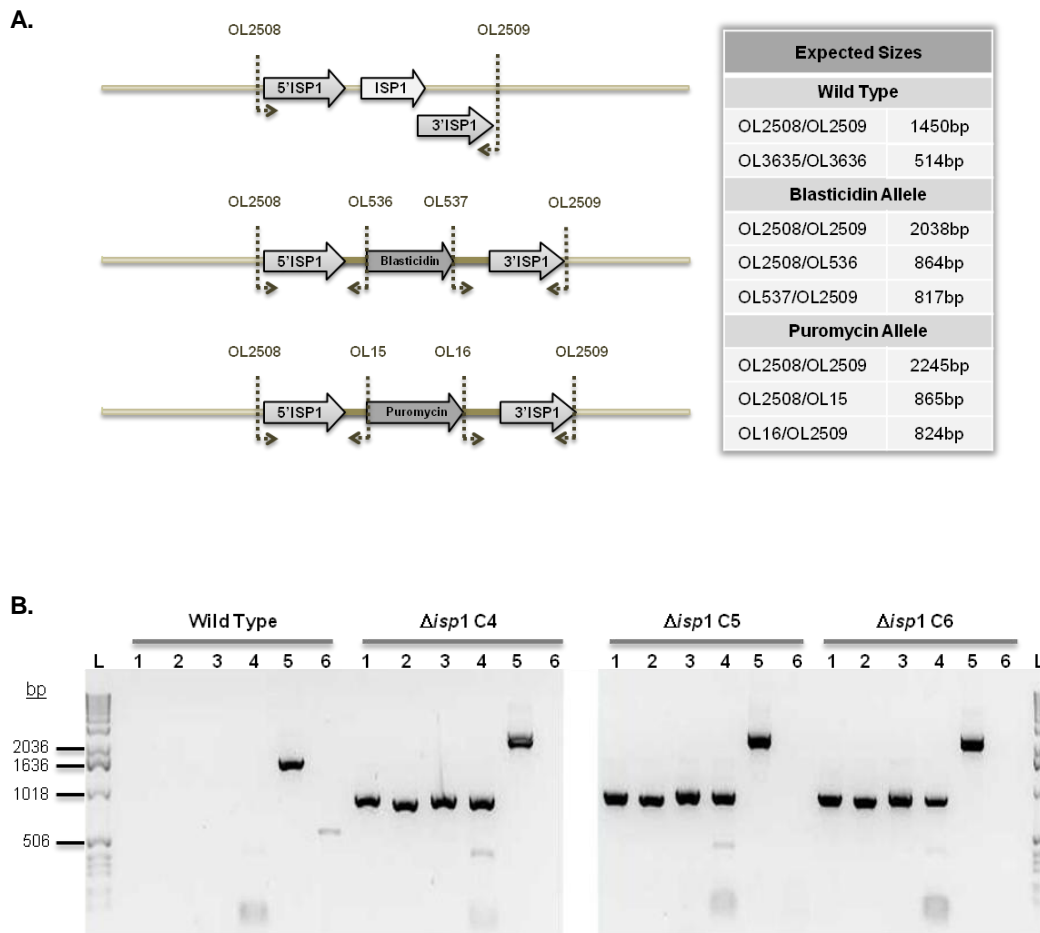 A.
OL2508 OL2509
5'ISP1 ISP1
3'ISP1
OL2508 OL536 OL537 OL2509
5'ISP1 Blasticidin 3'ISP1
OL2508 OL15 OL16 OL2509
5'ISP1 Puromycin 3'ISP1
Expected Sizes
Wild Type
OL2508/OL2509 1450bp
OL3635/OL3636 514bp
Blasticidin Allele
OL2508/OL2509 2038bp
OL2508/OL536 864bp
OL537/OL2509 817bp
Puromycin Allele
OL2508/OL2509 2245bp
OL2508/OL15 865bp
OL16/OL2509 824bp
B.
Wild Type Δisp1 C4 Δisp1 C5 Δisp1 C6
L 1 2 3 4 5 6 1 2 3 4 5 6 1 2 3 4 5 6 1 2 3 4 5 6 L
bp
2036
1636
1018
506